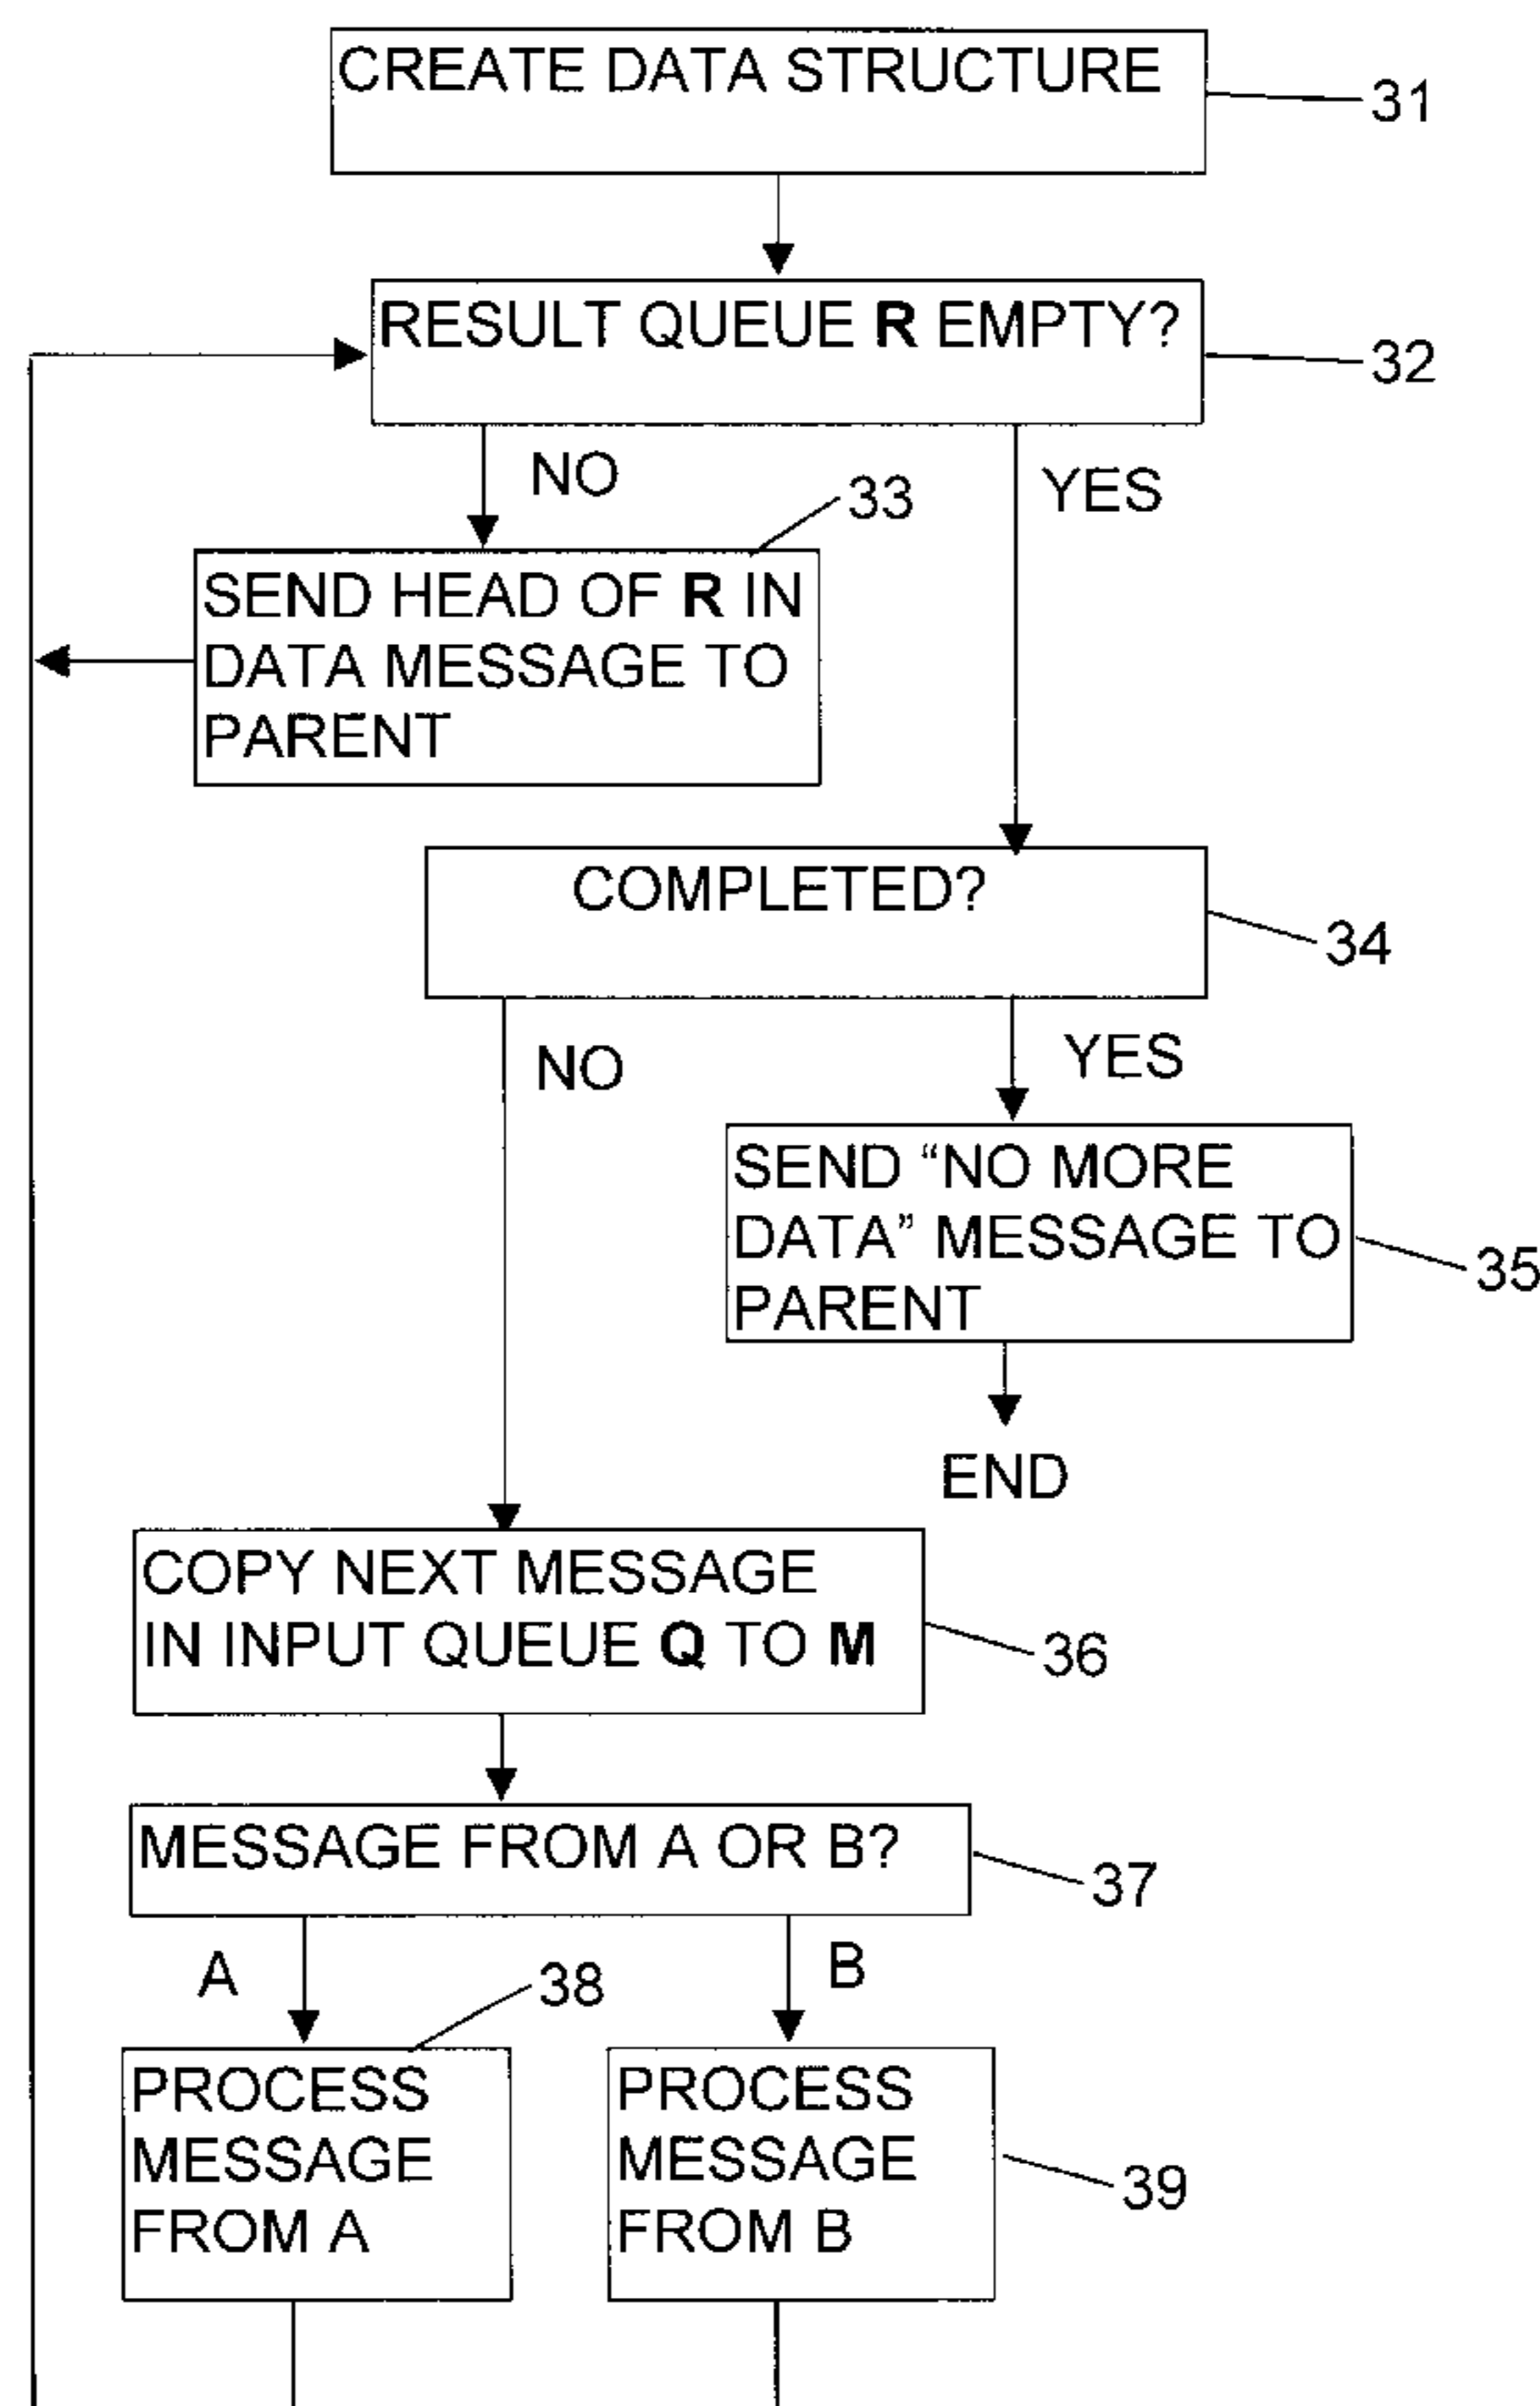 CREATE DATA STRUCTURE
31
RESULT QUEUE R EMPTY?
32
NO
YES
33
SEND HEAD OF R IN
DATA MESSAGE TO
PARENT
COMPLETED?
34
NO
YES
SEND “NO MORE
DATA” MESSAGE TO
PARENT
35
END
COPY NEXT MESSAGE
IN INPUT QUEUE Q TO M
36
MESSAGE FROM A OR B?
37
A
B
38
PROCESS
MESSAGE
FROM A
PROCESS
MESSAGE
FROM B
39